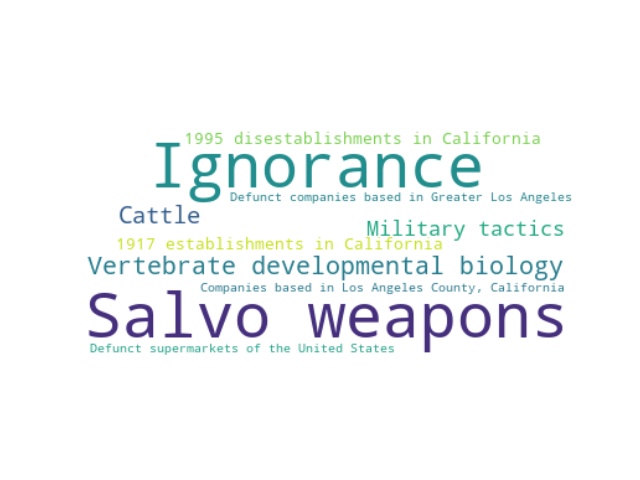 1995 disestablishments in California
Ignorance
Defunct companies based in Greater Los Angeles
Cattle
Military tactics
1917 establishments in California
Vertebrate developmental biology
Companies based in Los Angeles County, California
Salvo weapons
Defunct supermarkets of the United States